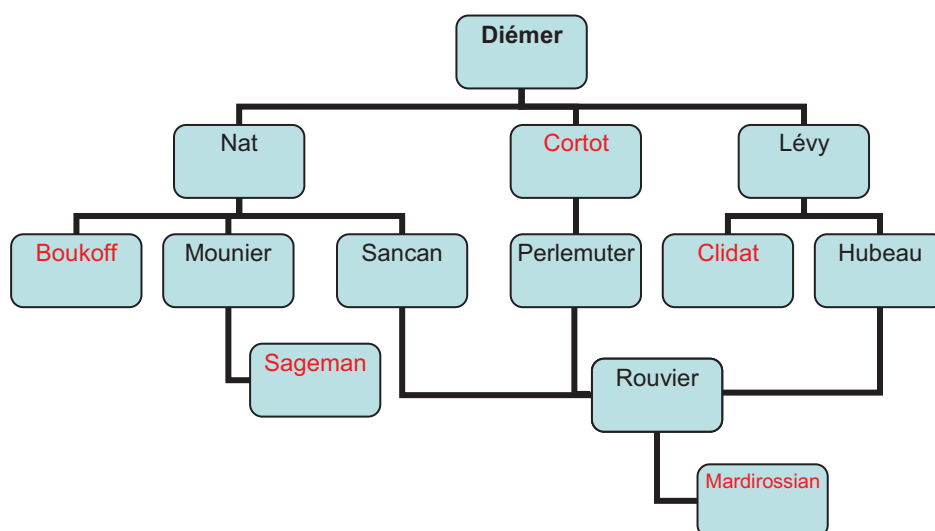 Diémer
Nat
Cortot
Lévy
Boukoff
Mounier
Sancan
Perlemuter
Clidat
Hubeau
Sageman
Rouvier
Mardirossian